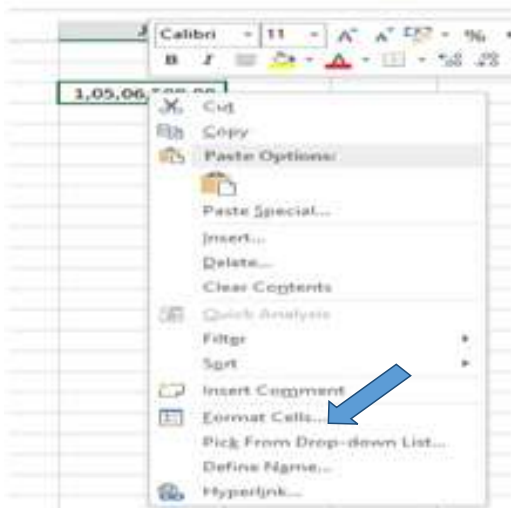 Calibri 11 A A %
B I A
1,05,06,
Cut
Copy
Paste Options:
Paste Special...
Insert...
Delete...
Clear Contents
Quick Analysis
Filter
Sort
Insert Comment
Format Cells...
Pick From Drop-down List...
Define Name...
Hyperlink...